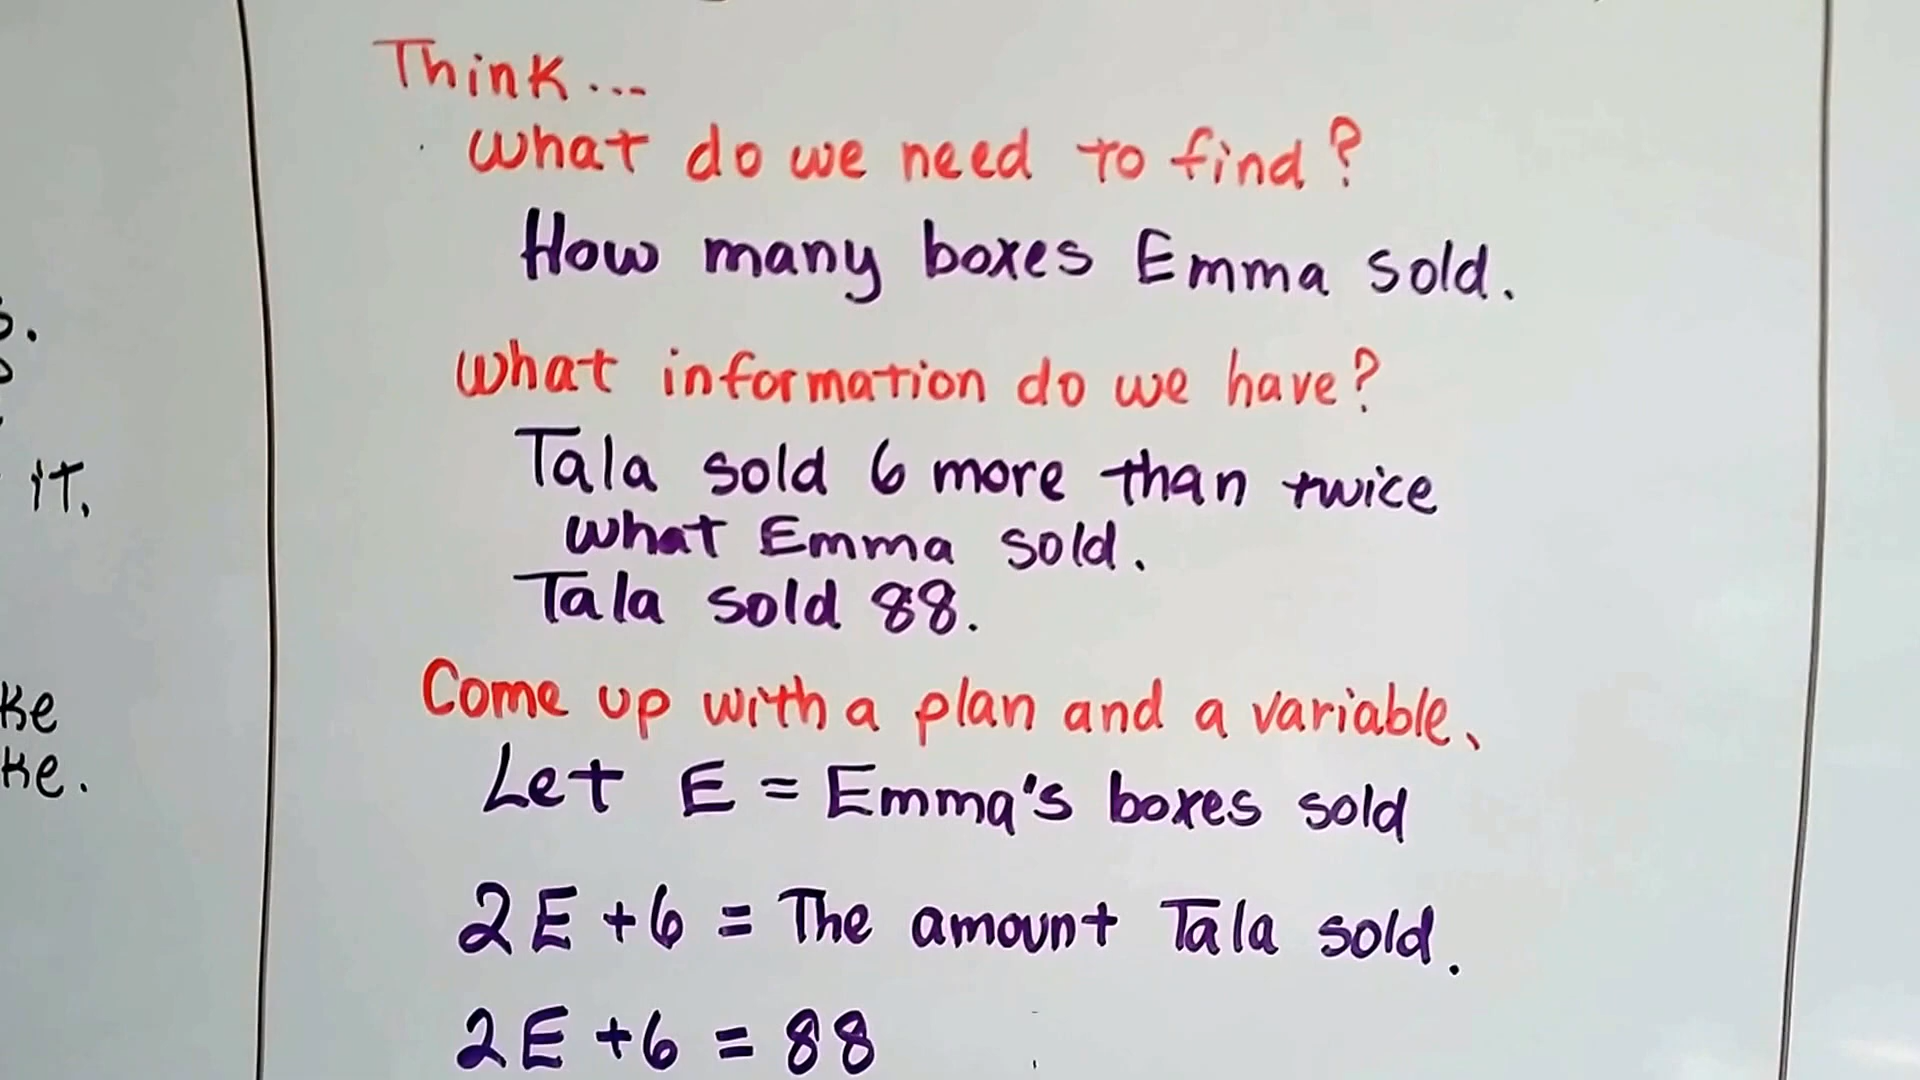 Think...
What do we need to find?
How many boxes Emma sold.
What information do we have?
Tala sold 6 more than twice
what Emma sold.
Tala sold 88.
Come up with a plan and a variable.
Let E = Emma's boxes sold
2E + 6 = The amount Tala sold.
2E + 6 = 88
it.